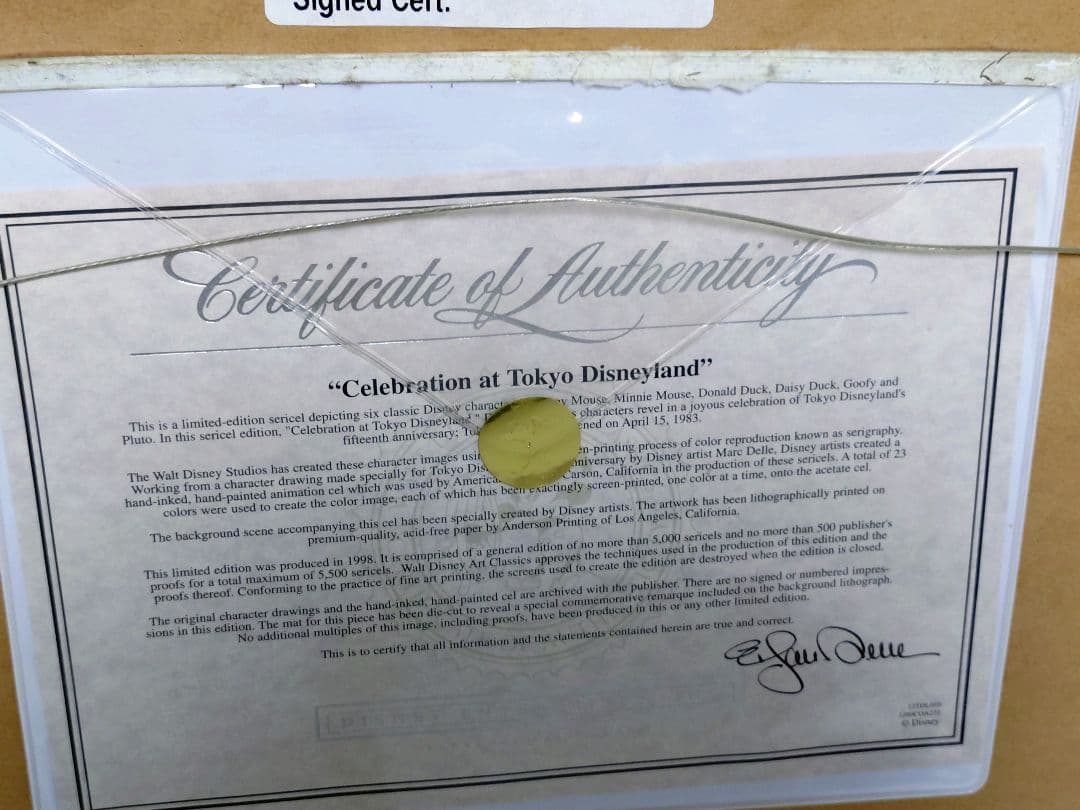 Signed Cert.
Certificate of Authenticity
“Celebration at Tokyo Disneyland”
This is a limited-edition sericel depicting six classic Disney Mouse, Minnie Mouse, Donald Duck, Daisy Duck, Goofy and
Pluto. In this sericel edition, "Celebration at Tokyo Disneyland," characters revel in a joyous celebration of Tokyo Disneyland's
fifteenth anniversary; on April 15, 1983.
The Walt Disney Studios has created these character images process of color reproduction known as serigraphy.
Working from a character drawing made specially for Tokyo by Disney artist Marc Delle, Disney artists created a
hand-inked, hand-painted animation cel which was used by Carson, California in the production of these sericels. A total of 23
colors were used to create the color image, each of which has been exactingly screen-printed, one color at a time, onto the acetate cel.
The background scene accompanying this cel has been specially created by Disney artists. The artwork has been lithographically printed on
premium-quality, acid-free paper by Anderson Printing of Los Angeles, California.
This limited edition was produced in 1998. It is comprised of a general edition of no more than 5,000 sericels and no more than 500 publisher's
proofs for a total maximum of 5,500 sericels. Walt Disney Art Classics approves the techniques used in the production of this edition and the
proofs thereof. Conforming to the practice of fine art printing, the screens used to create the edition are destroyed when the edition is closed.
The original character drawings and the hand-inked, hand-painted cel are archived with the publisher. There are no signed or numbered impres-
sions in this edition. The mat for this piece has been die-cut to reveal a special commemorative remarque included on the background lithograph.
No additional multiples of this image, including proofs, have been produced in this or any other limited edition.
This is to certify that all information and the statements contained herein are true and correct.
© Disney